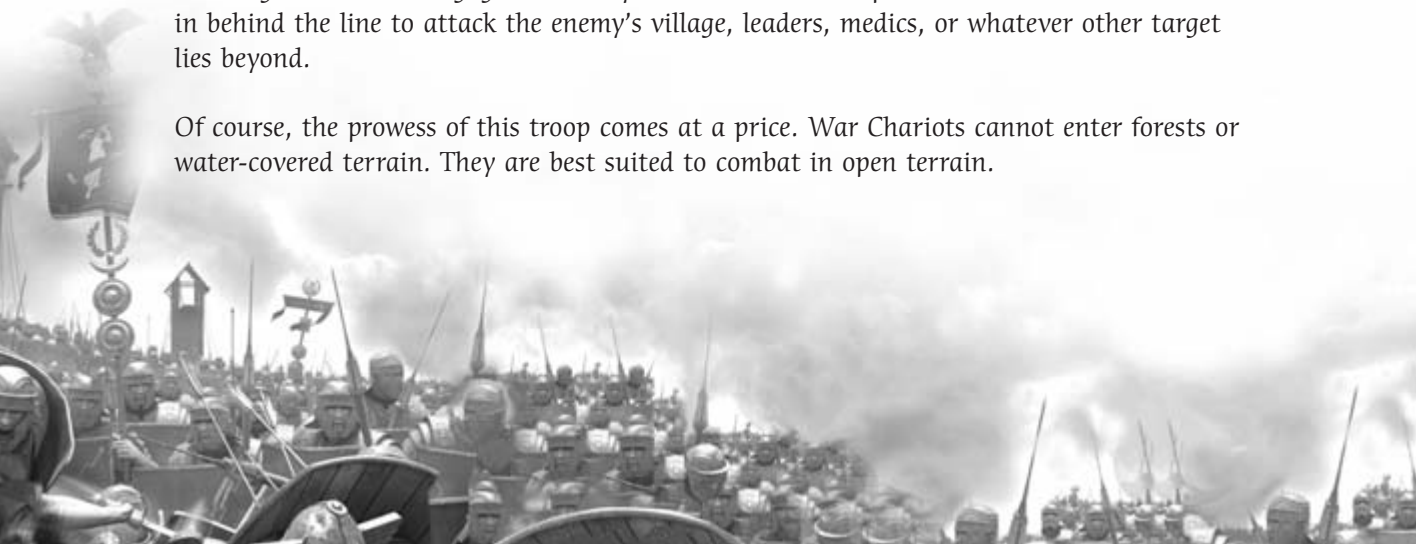 in behind the line to attack the enemy’s village, leaders, medics, or whatever other target
lies beyond.
Of course, the prowess of this troop comes at a price. War Chariots cannot enter forests or
water-covered terrain. They are best suited to combat in open terrain.